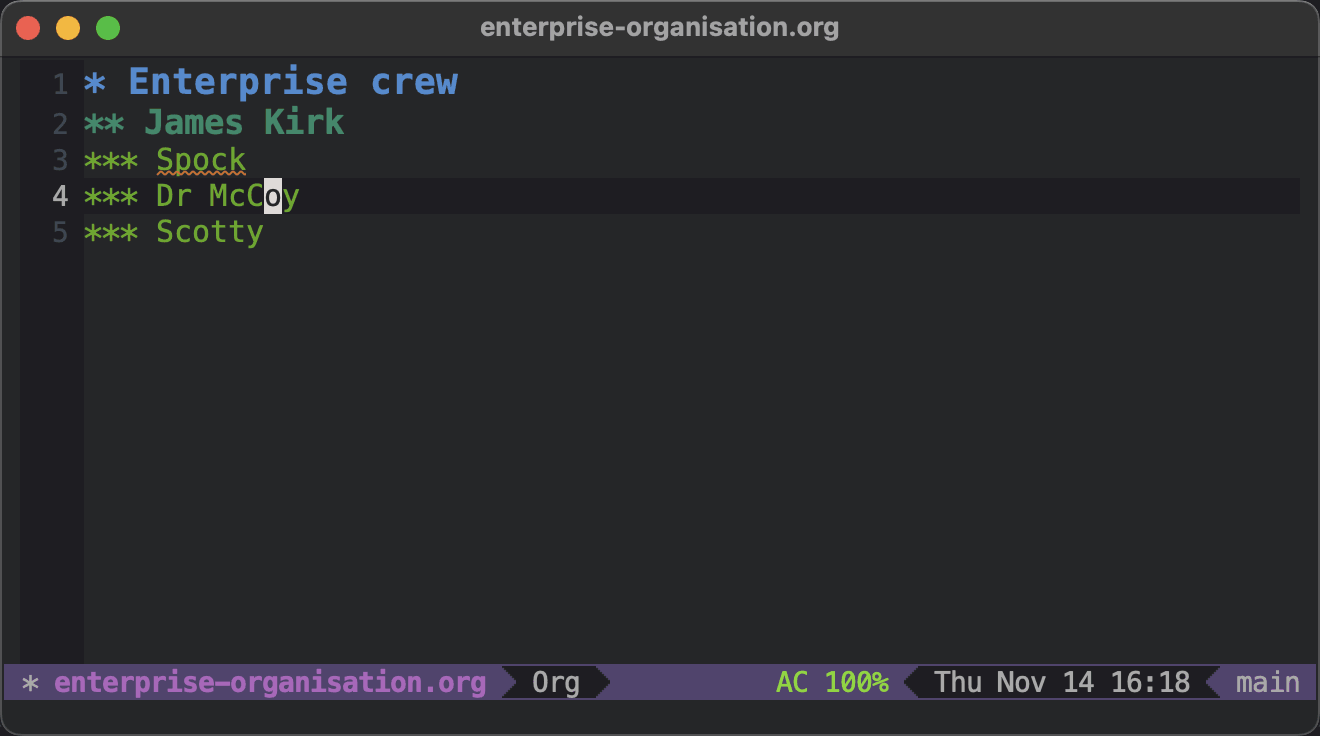 enterprise-organisation.org
1 * Enterprise crew
2 ** James Kirk
3 *** Spock
4 *** Dr McCoy
5 *** Scotty
* enterprise-organisation.org Org AC 100% Thu Nov 14 16:18 main